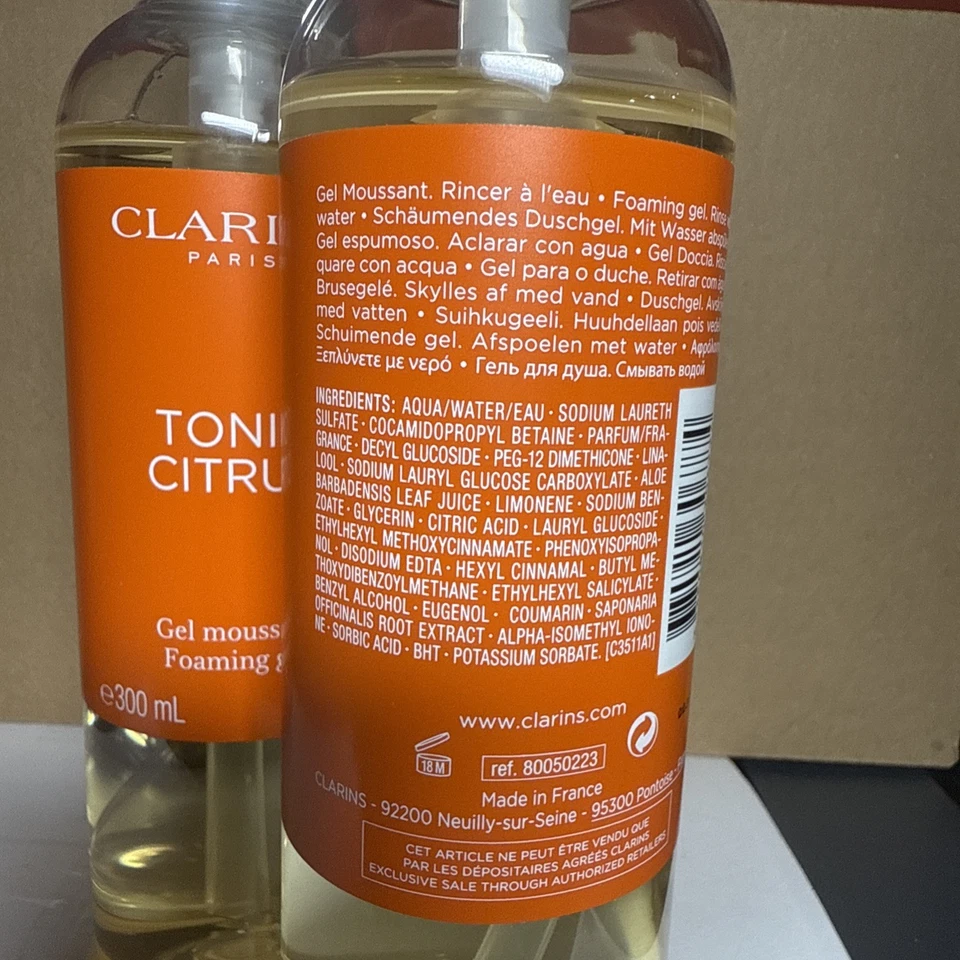 CLARI
PARIS
TONI
CITRU
Gel mouss
Foaming
℮300 mL
Gel Moussant. Rincer à l'eau • Foaming gel. Rinse
water • Schäumendes Duschgel. Mit Wasser abspü
Gel espumoso. Aclarar con agua • Gel Doccia. 
quare con acqua • Gel para o duche. Retirar com
Brusegelé. Skylles af med vand • Duschgel. 
med vatten • Suihkugeeli. Huuhdellaan pois
Schuimende gel. Afspoelen met water • 
Ξεπλύνετε με νερό • Гель для душа. Смывать водой
INGREDIENTS: AQUA/WATER/EAU · SODIUM LAURETH
SULFATE · COCAMIDOPROPYL BETAINE · PARFUM/FRA-
GRANCE · DECYL GLUCOSIDE · PEG-12 DIMETHICONE · LINA-
LOOL · SODIUM LAURYL GLUCOSE CARBOXYLATE · ALOE
BARBADENSIS LEAF JUICE · LIMONENE · SODIUM BEN-
ZOATE · GLYCERIN · CITRIC ACID · LAURYL GLUCOSIDE ·
ETHYLHEXYL METHOXYCINNAMATE · PHENOXYISOPROPA-
NOL · DISODIUM EDTA · HEXYL CINNAMAL · BUTYL ME-
THOXYDIBENZOYLMETHANE · ETHYLHEXYL SALICYLATE ·
BENZYL ALCOHOL · EUGENOL · COUMARIN · SAPONARIA
OFFICINALIS ROOT EXTRACT · ALPHA-ISOMETHYL IONO-
NE · SORBIC ACID · BHT · POTASSIUM SORBATE. [C3511A1]
www.clarins.com
18 M
ref. 80050223
Made in France
CLARINS - 92200 Neuilly-sur-Seine - 95300 Pontoise -
CET ARTICLE NE PEUT ÊTRE VENDU QUE
PAR LES DÉPOSITAIRES AGRÉÉS CLARINS
EXCLUSIVE SALE THROUGH AUTHORIZED RETAILERS